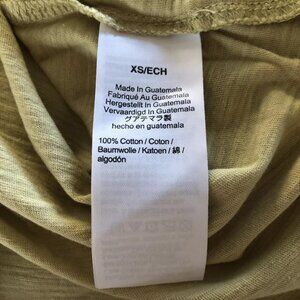 XS/ECH
Made In Guatemala
Fabriqué Au Guatemala
Hergestellt In Guatemala
Vervaardigd In Guatemala
グアテマラ製
hecho en guatemala
100% Cotton / Coton /
Baumwolle / Katoen / 綿 /
algodón